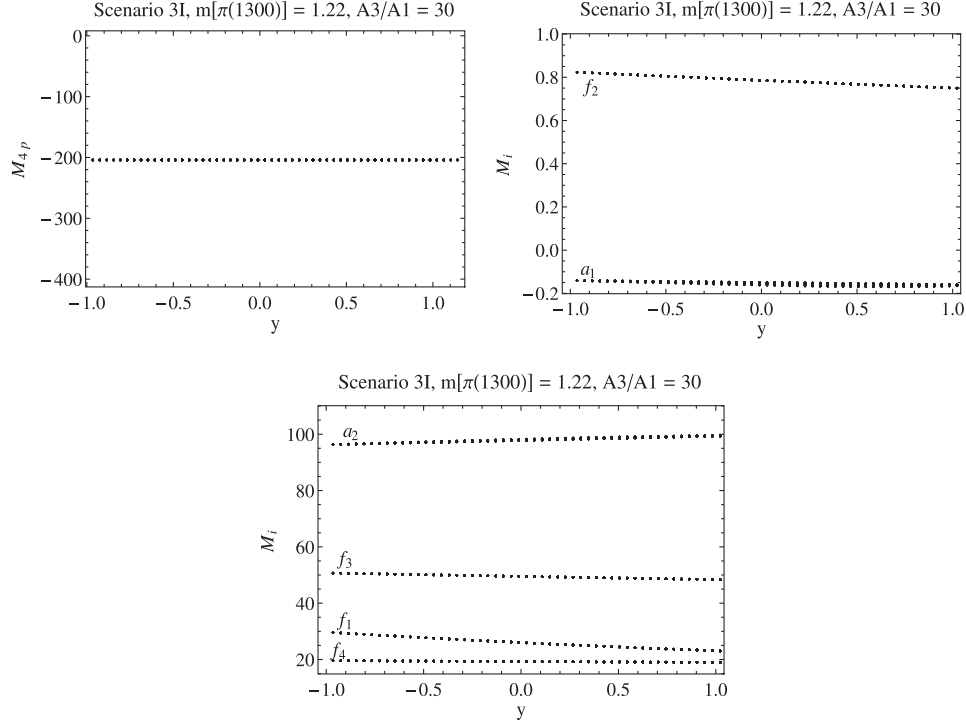 Scenario 3I, m[π(1300)] = 1.22, A3/A1 = 30
0
−100
−200
−300
−400
M4 p
−1.0 −0.5 0.0 0.5 1.0
y
Scenario 3I, m[π(1300)] = 1.22, A3/A1 = 30
1.0
0.8
0.6
0.4
0.2
0.0
−0.2
Mi
f2
a1
−1.0 −0.5 0.0 0.5 1.0
y
Scenario 3I, m[π(1300)] = 1.22, A3/A1 = 30
100
80
60
40
20
Mi
a2
f3
f1
f4
−1.0 −0.5 0.0 0.5 1.0
y